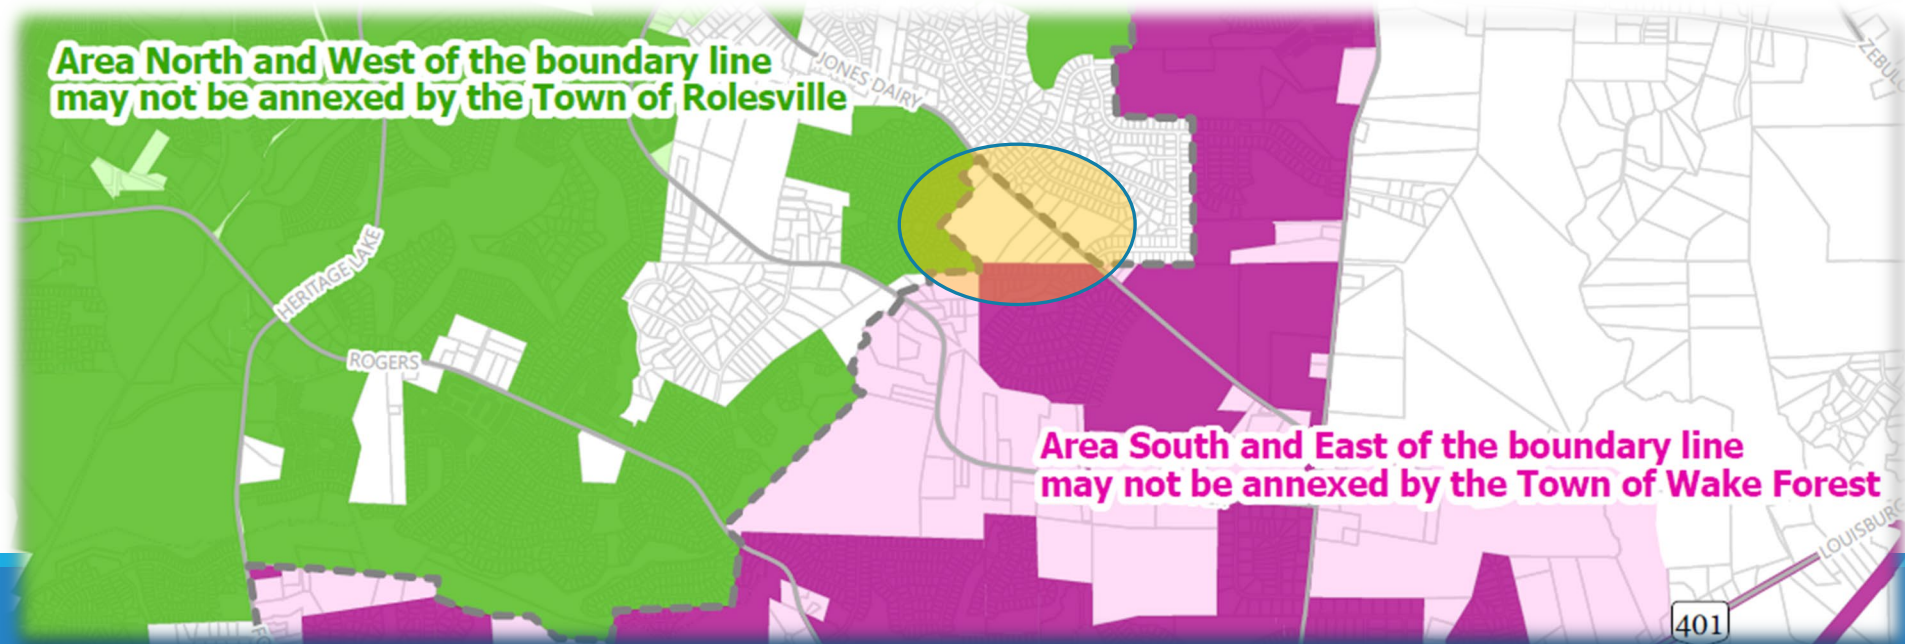 Area North and West of the boundary line
may not be annexed by the Town of Rolesville
JONES DAIRY
HERITAGE LAKE
ROGERS
Area South and East of the boundary line
may not be annexed by the Town of Wake Forest
401